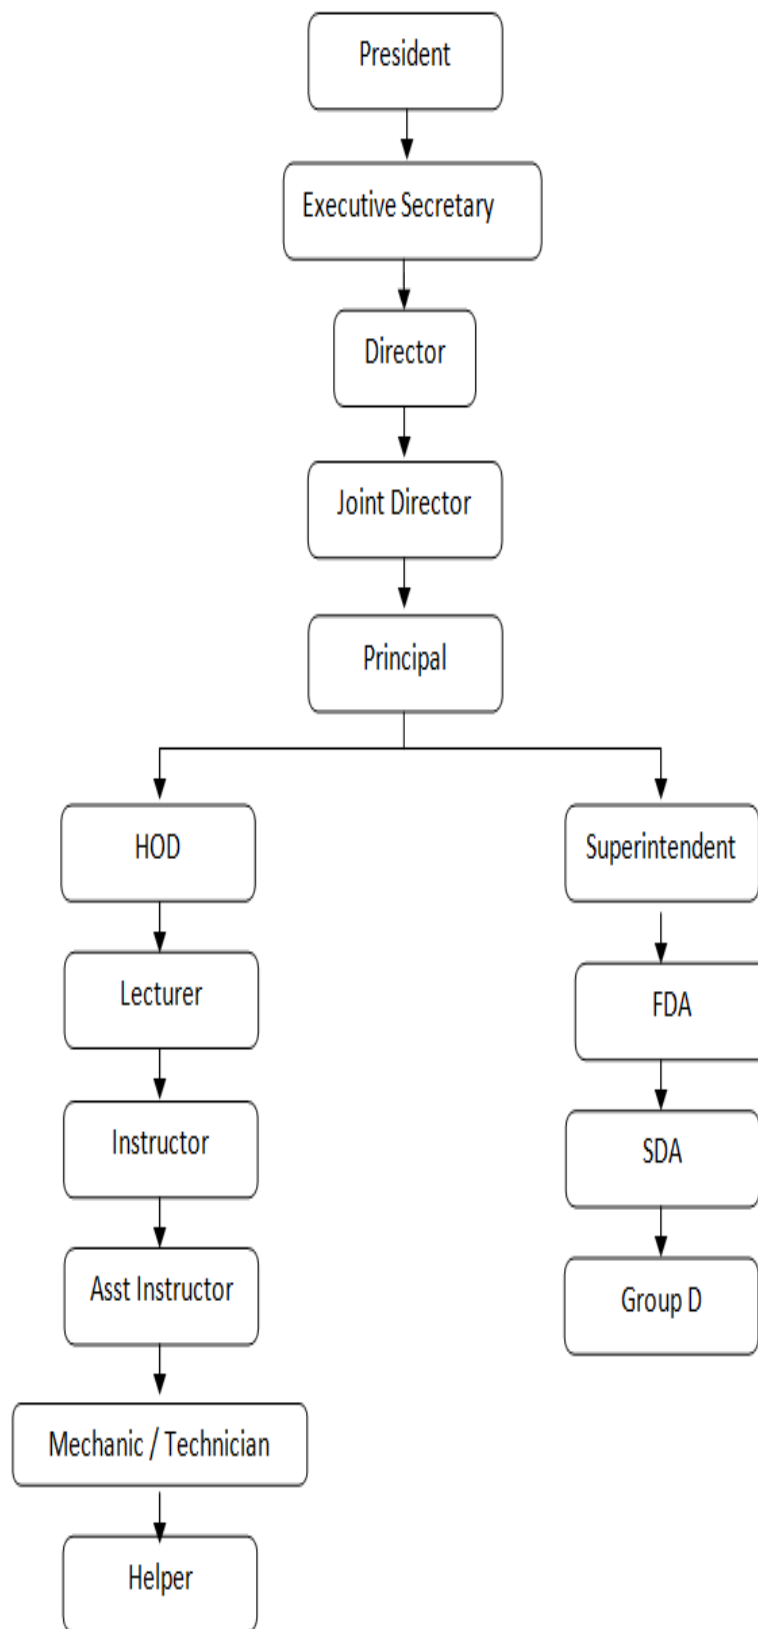 President
Executive Secretary
Director
Joint Director
Principal
HOD
Superintendent
Lecturer
FDA
Instructor
SDA
Asst Instructor
Group D
Mechanic / Technician
Helper